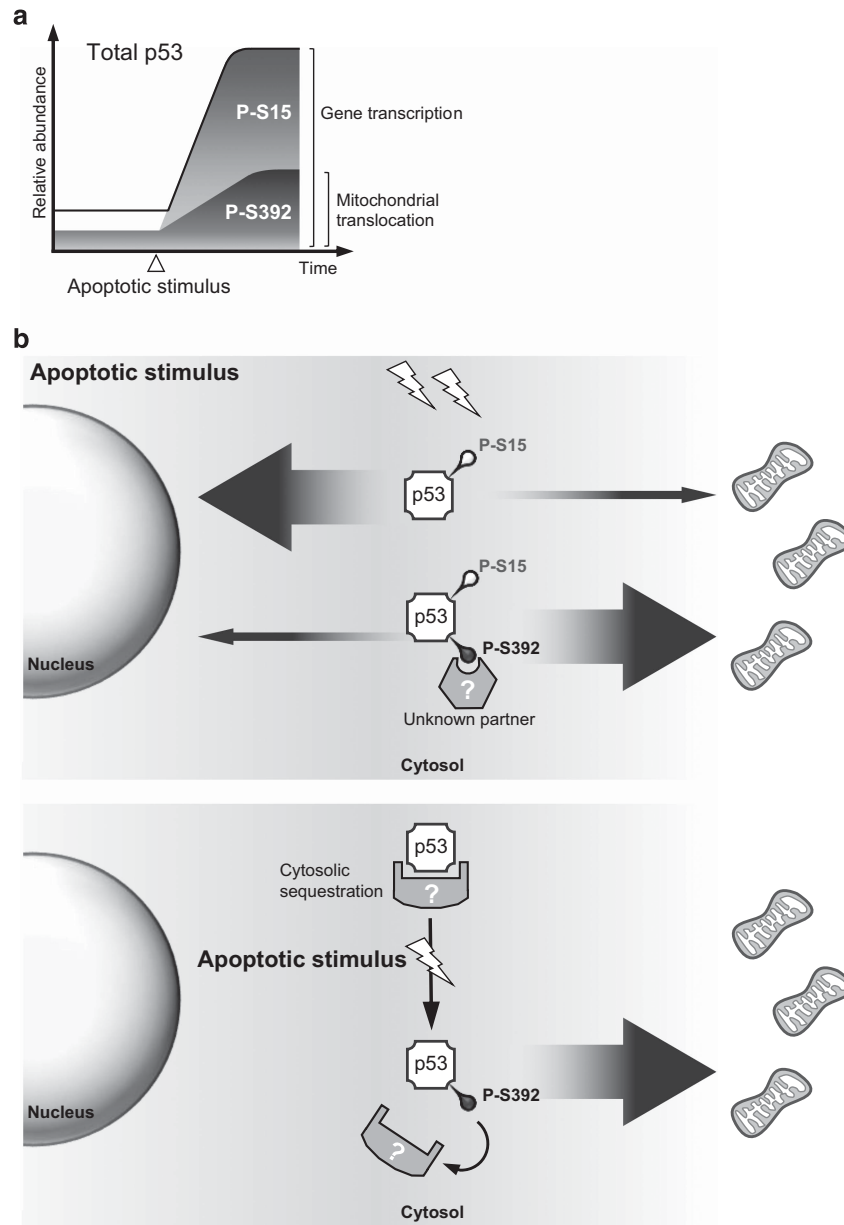 a
Total p53
Relative abundance
P-S15
Gene transcription
P-S392
Mitochondrial
translocation
Time
Apoptotic stimulus
b
Apoptotic stimulus
P-S15
p53
P-S15
p53
P-S392
Nucleus
?
Unknown partner
Cytosol
p53
Cytosolic
sequestration
?
Apoptotic stimulus
p53
P-S392
Nucleus
?
Cytosol